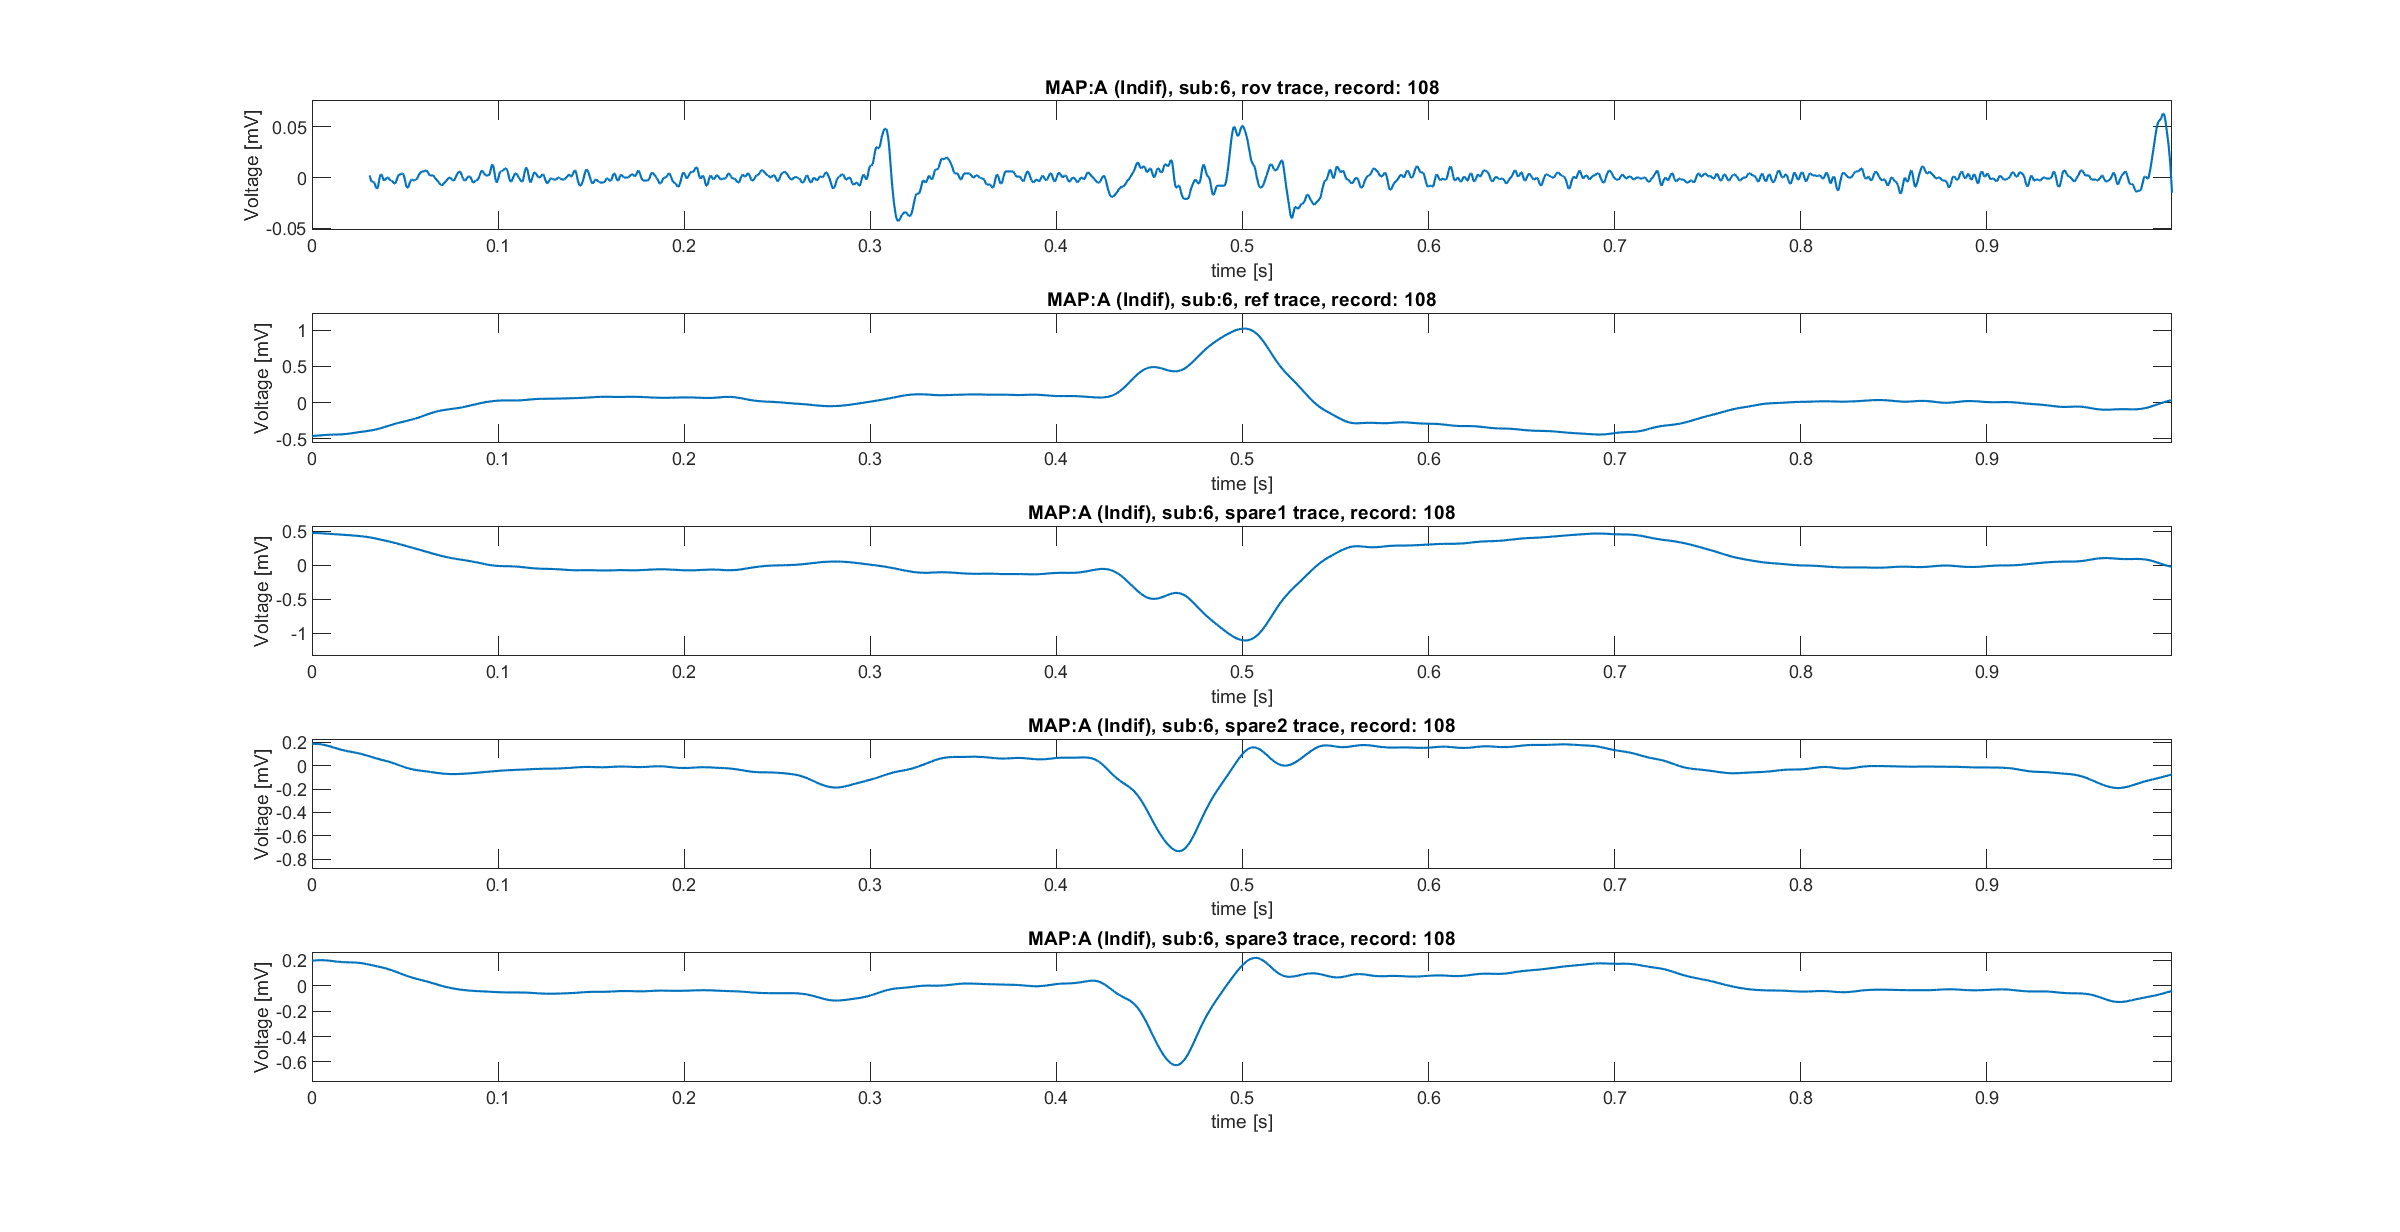 MAP:A (Indif), sub:6, rov trace, record: 108
Voltage [mV]
0.05
0
-0.05
0 0.1 0.2 0.3 0.4 0.5 0.6 0.7 0.8 0.9
time [s]
MAP:A (Indif), sub:6, ref trace, record: 108
Voltage [mV]
1
0.5
0
-0.5
0 0.1 0.2 0.3 0.4 0.5 0.6 0.7 0.8 0.9
time [s]
MAP:A (Indif), sub:6, spare1 trace, record: 108
Voltage [mV]
0.5
0
-0.5
-1
0 0.1 0.2 0.3 0.4 0.5 0.6 0.7 0.8 0.9
time [s]
MAP:A (Indif), sub:6, spare2 trace, record: 108
Voltage [mV]
0.2
0
-0.2
-0.4
-0.6
-0.8
0 0.1 0.2 0.3 0.4 0.5 0.6 0.7 0.8 0.9
time [s]
MAP:A (Indif), sub:6, spare3 trace, record: 108
Voltage [mV]
0.2
0
-0.2
-0.4
-0.6
0 0.1 0.2 0.3 0.4 0.5 0.6 0.7 0.8 0.9
time [s]